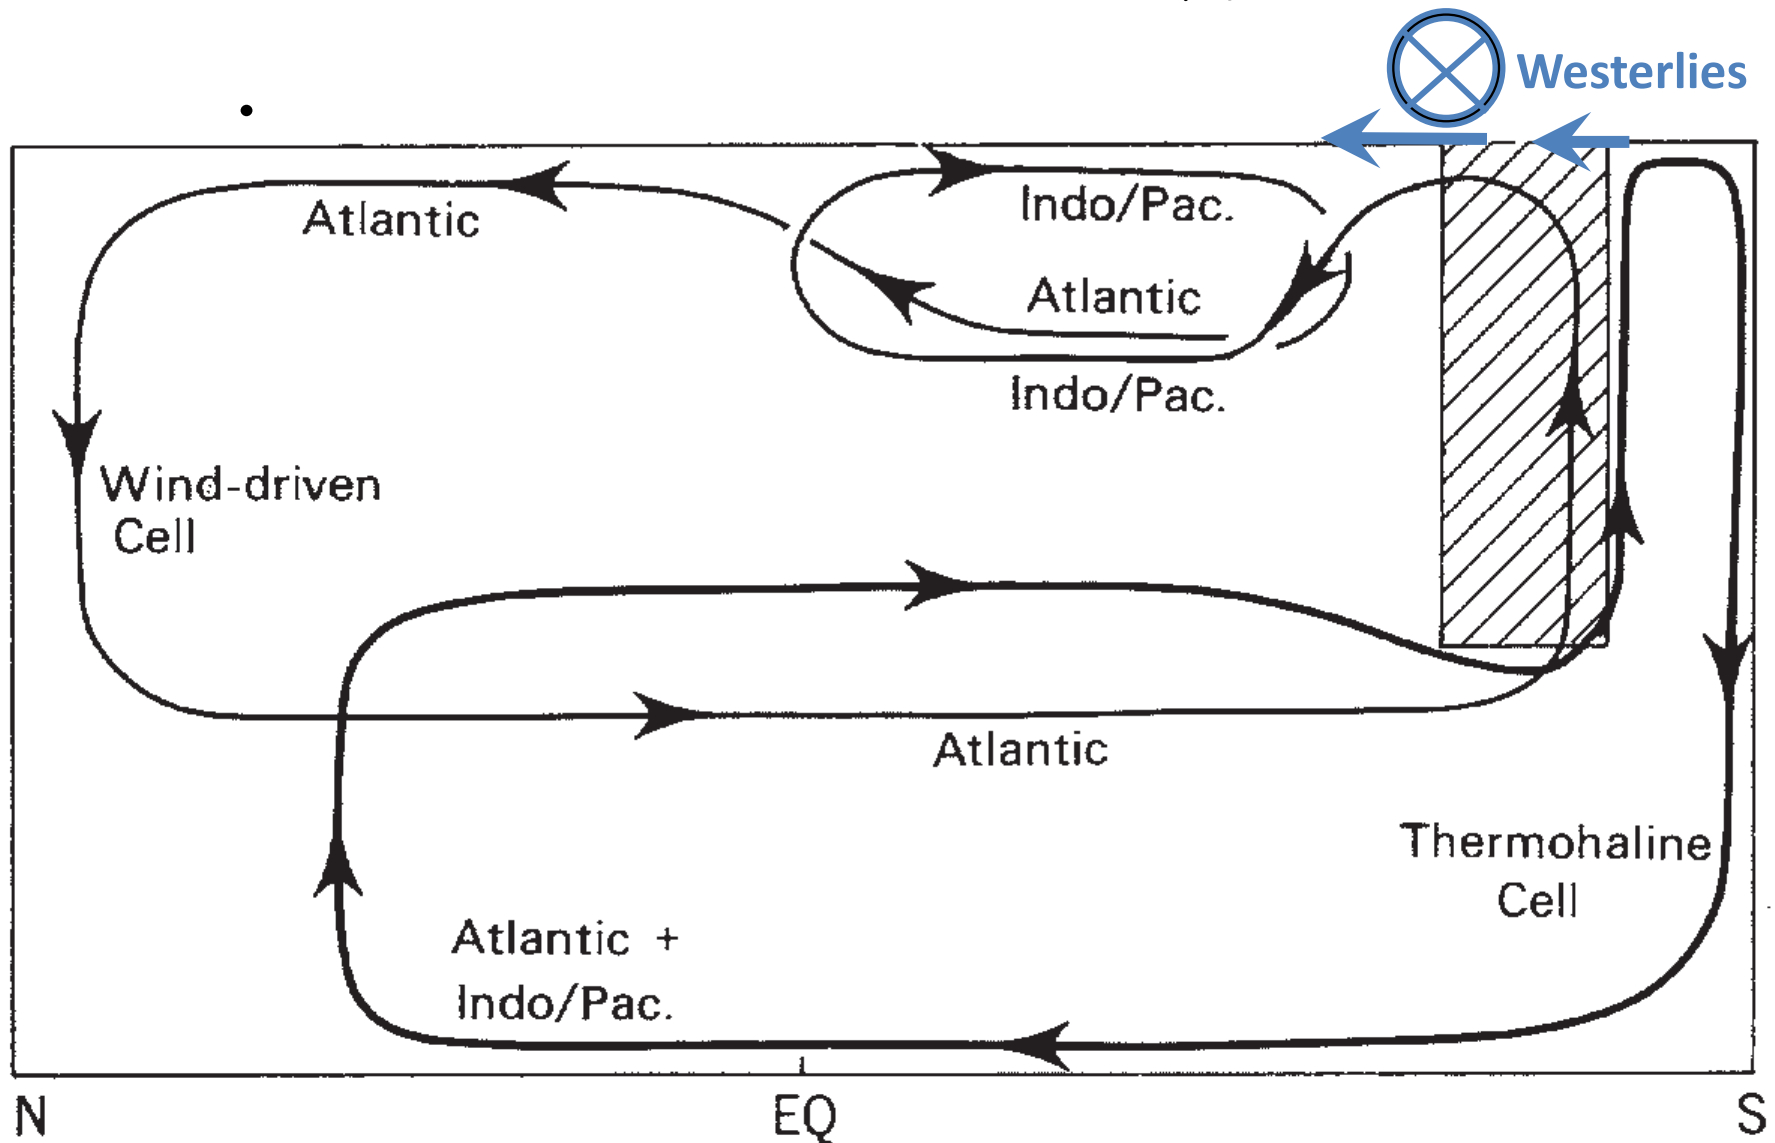 Westerlies
•
Indo/Pac.
Atlantic
Atlantic
Indo/Pac.
Wind-driven
Cell
Atlantic
Thermohaline
Cell
Atlantic +
Indo/Pac.
N
EQ
S